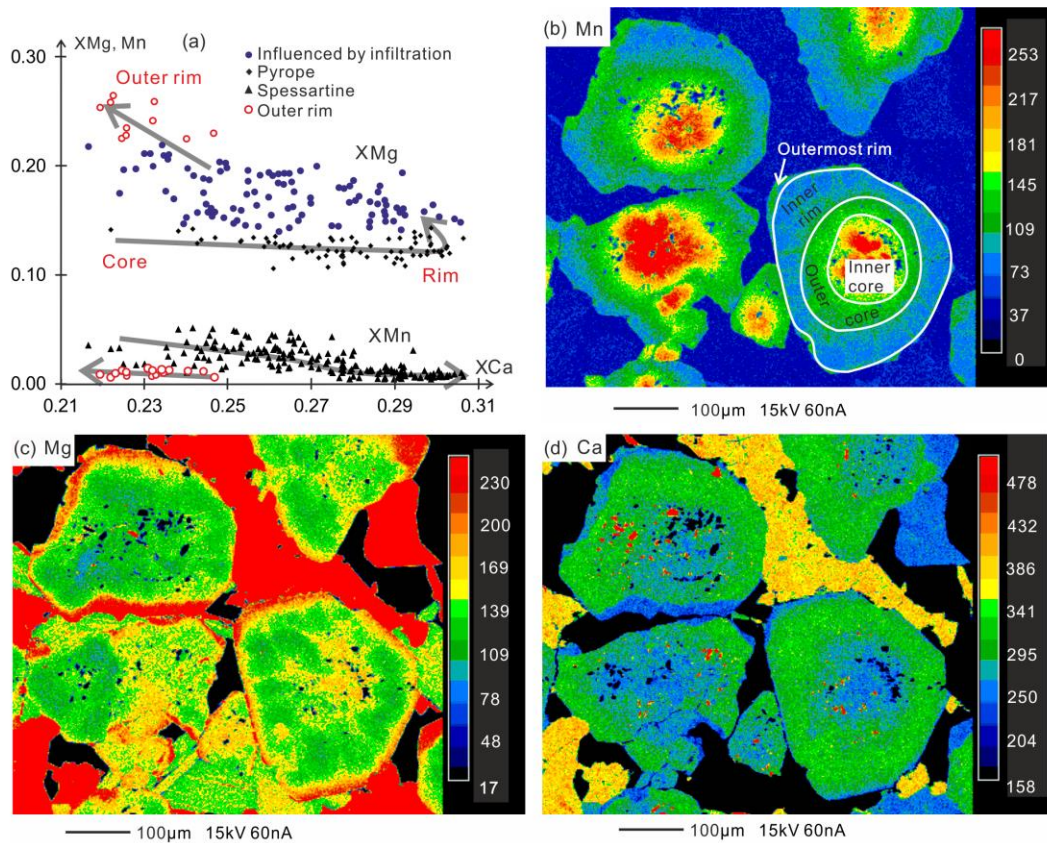 XMg, Mn
(a)
Influenced by infiltration
Pyrope
Spessartine
Outer rim
Outer rim
XMg
Core
Rim
XMn
XCa
0.30
0.20
0.10
0.00
0.21 0.23 0.25 0.27 0.29 0.31
(b) Mn
Outermost rim
Inner
rim
Outer
core
Inner
core
253
217
181
145
109
73
37
0
100µm 15kV 60nA
(c) Mg
230
200
169
139
109
78
48
17
100µm 15kV 60nA
(d) Ca
478
432
386
341
295
250
204
158
100µm 15kV 60nA